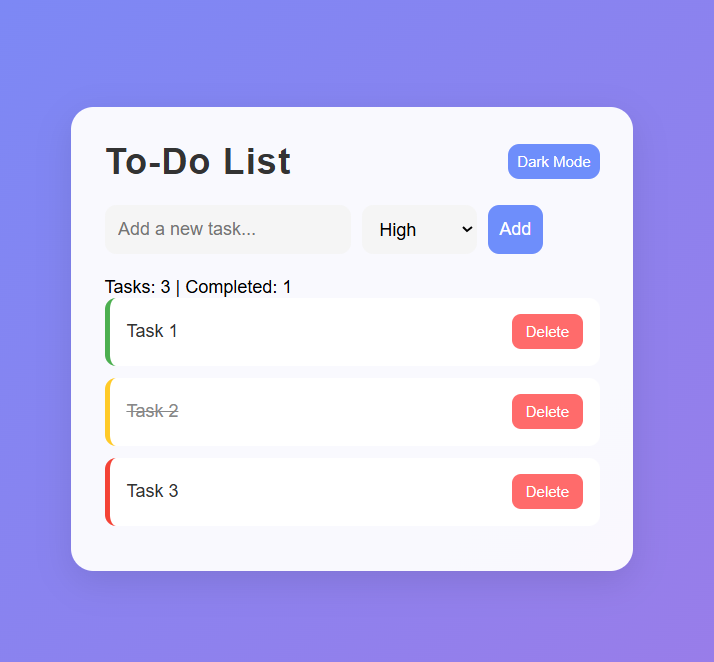 To-Do List
Dark Mode
Add a new task...
High
Add
Tasks: 3 | Completed: 1
Task 1
Delete
Task 2
Delete
Task 3
Delete